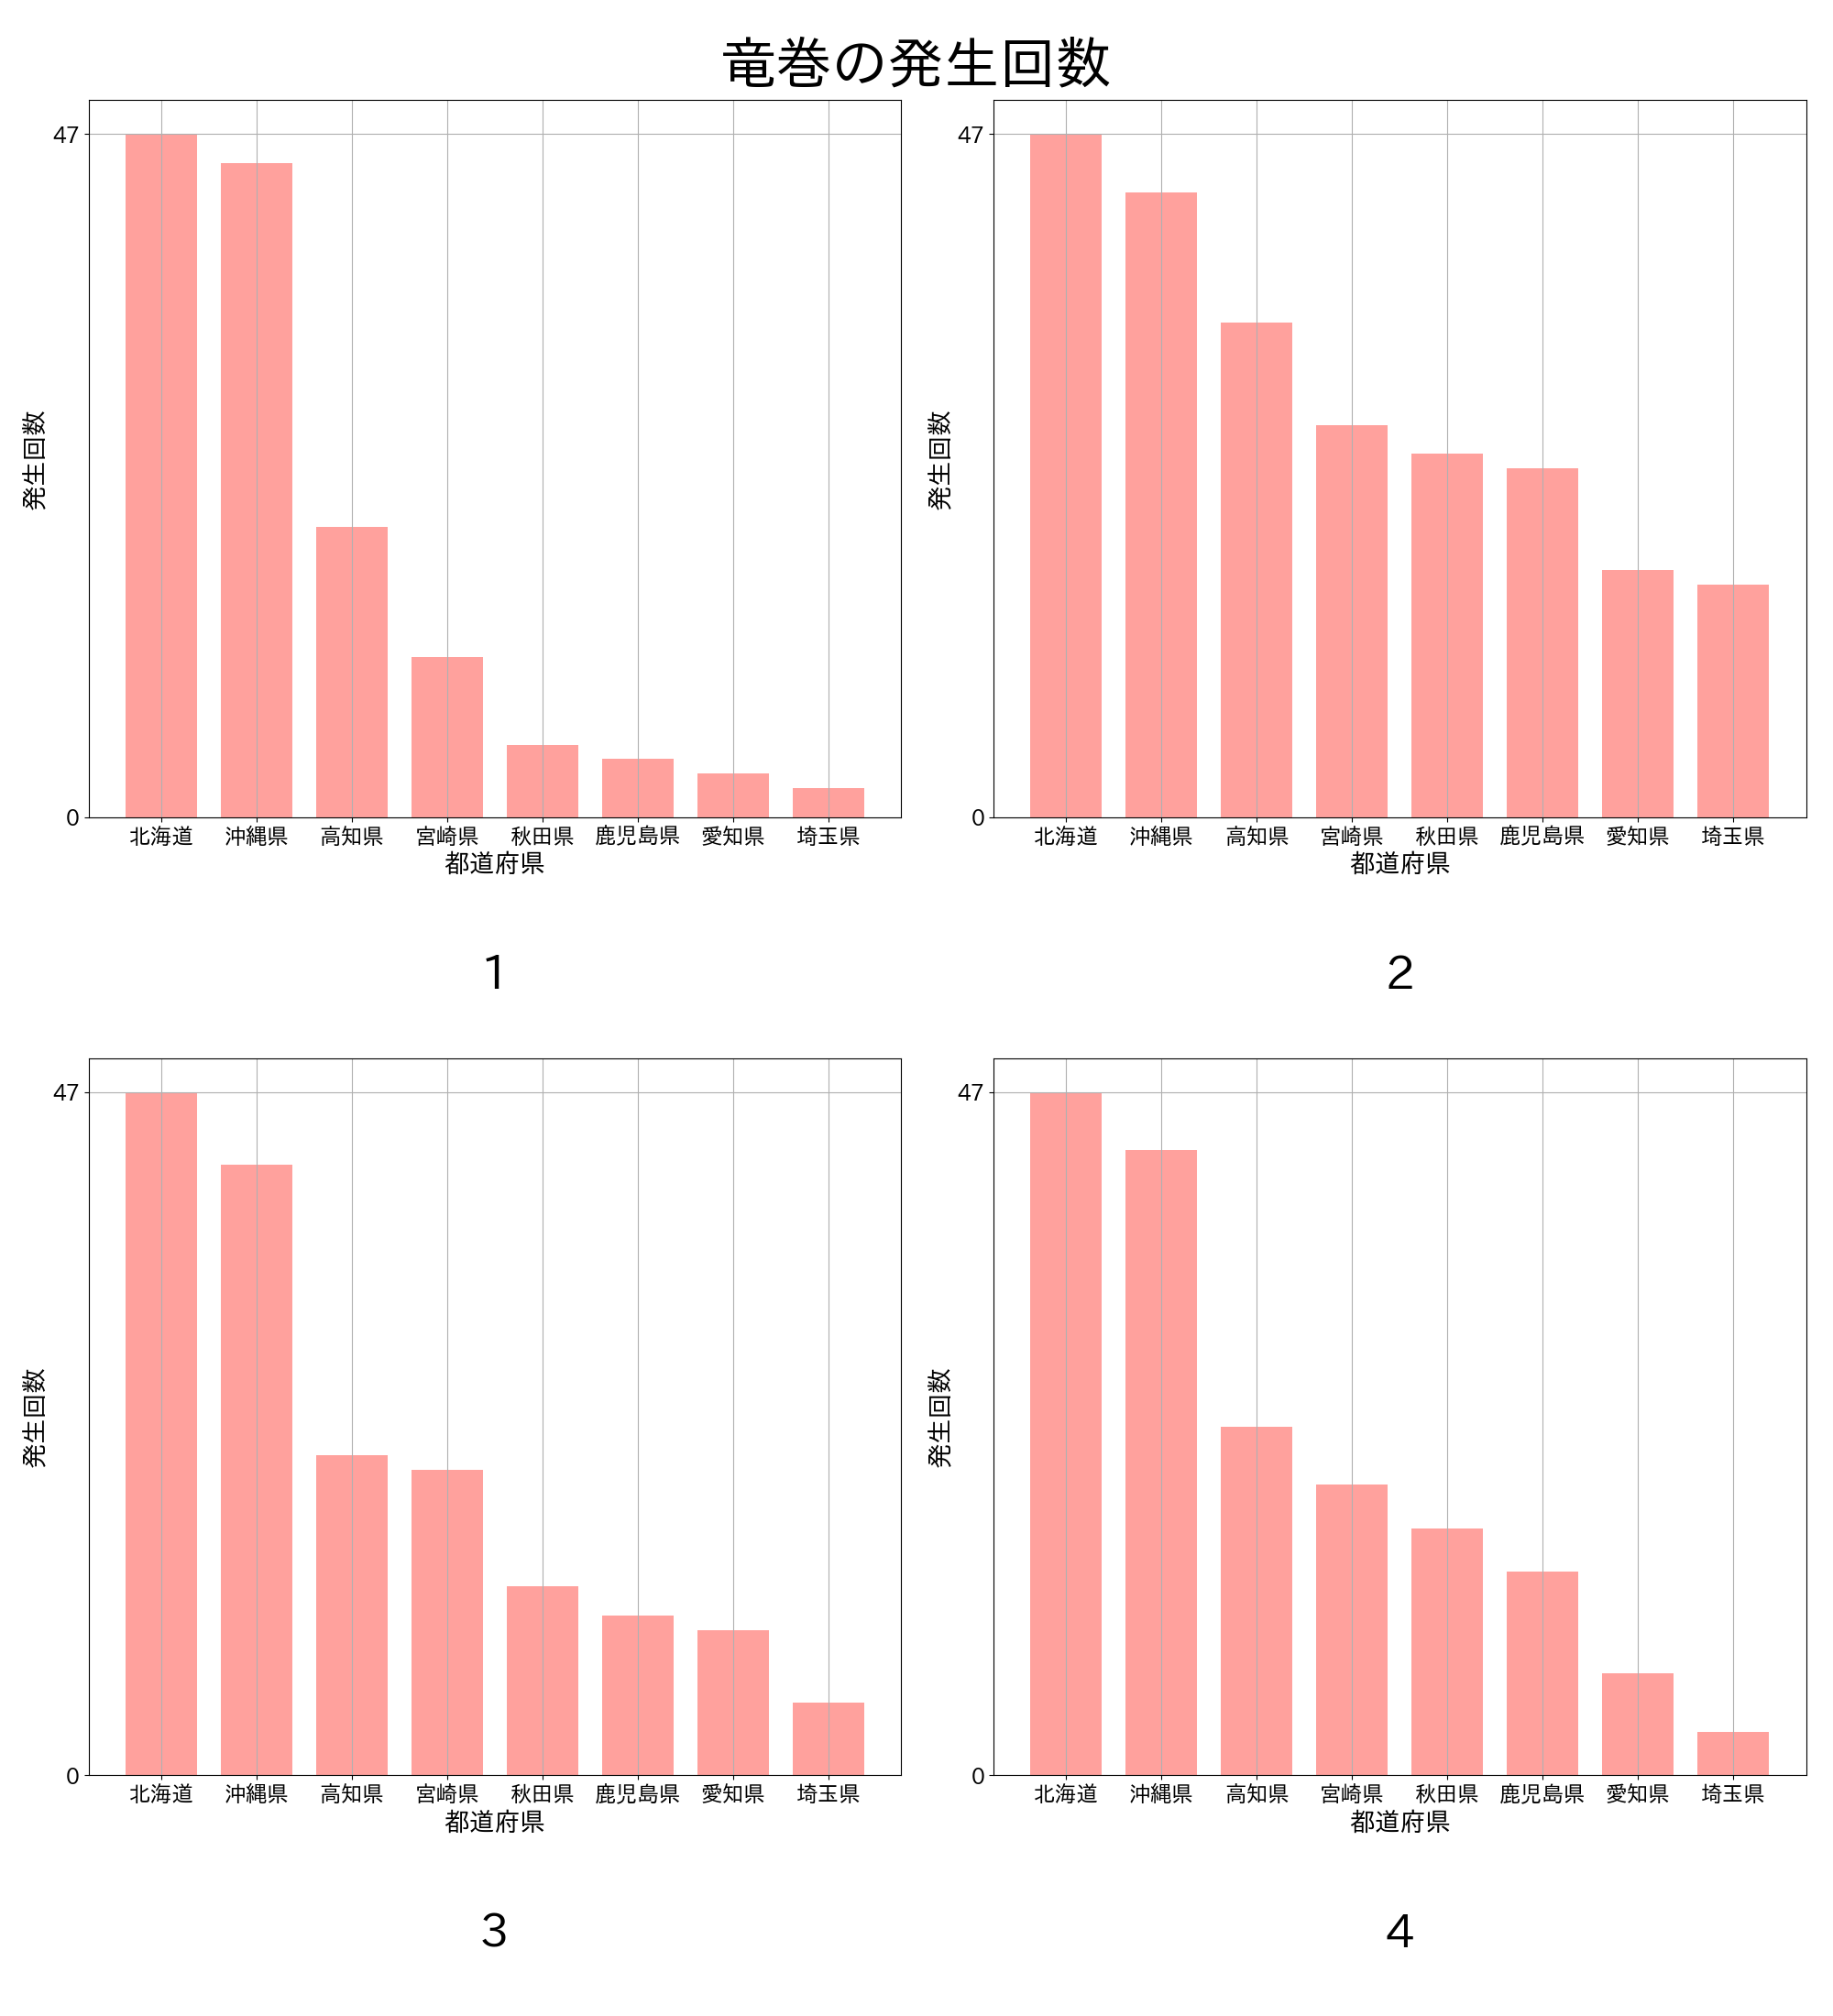 竜巻の発生回数
47
発生回数
0
北海道 沖縄県 高知県 宮崎県 秋田県 鹿児島県 愛知県 埼玉県
都道府県
1
47
発生回数
0
北海道 沖縄県 高知県 宮崎県 秋田県 鹿児島県 愛知県 埼玉県
都道府県
2
47
発生回数
0
北海道 沖縄県 高知県 宮崎県 秋田県 鹿児島県 愛知県 埼玉県
都道府県
3
47
発生回数
0
北海道 沖縄県 高知県 宮崎県 秋田県 鹿児島県 愛知県 埼玉県
都道府県
4